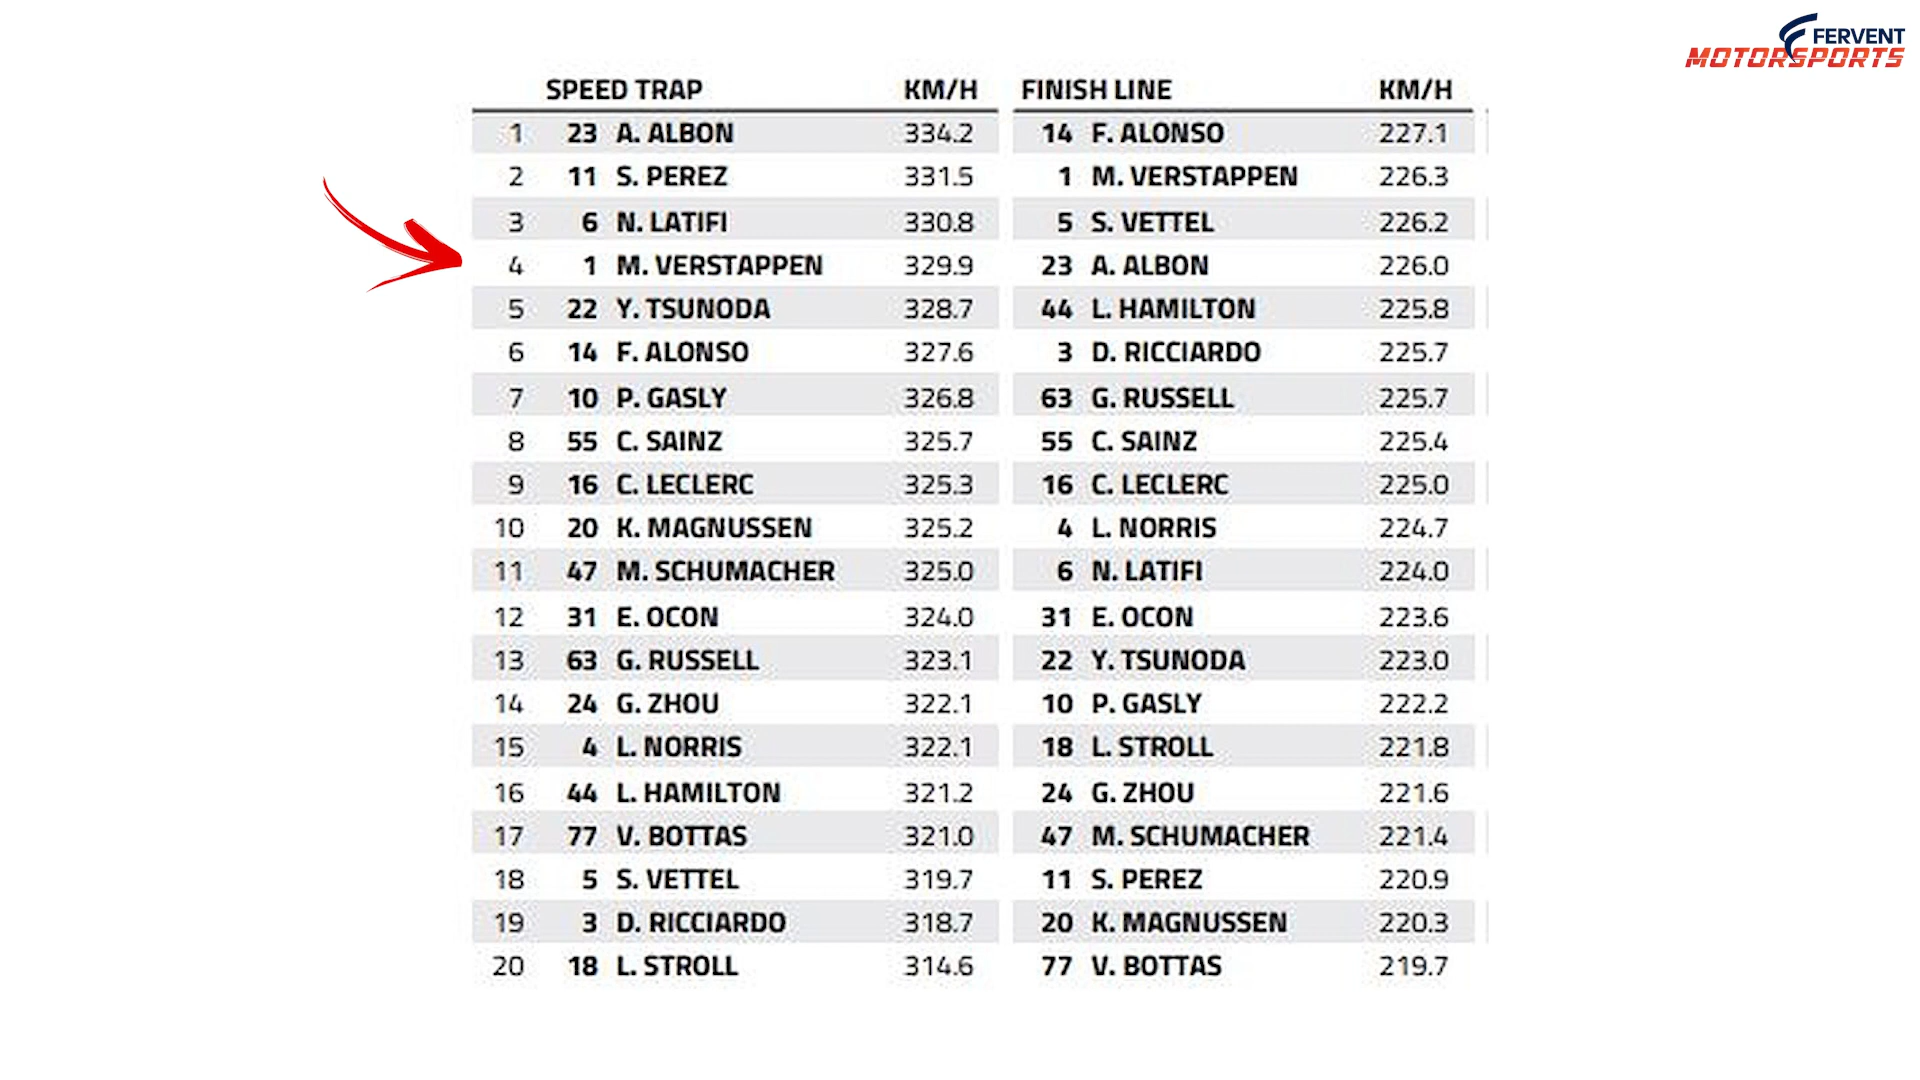 FERVENT
MOTORSPORTS
SPEED TRAP KM/H FINISH LINE KM/H
1 23 A. ALBON 334.2 14 F. ALONSO 227.1
2 11 S. PEREZ 331.5 1 M. VERSTAPPEN 226.3
3 6 N. LATIFI 330.8 5 S. VETTEL 226.2
4 1 M. VERSTAPPEN 329.9 23 A. ALBON 226.0
5 22 Y. TSUNODA 328.7 44 L. HAMILTON 225.8
6 14 F. ALONSO 327.6 3 D. RICCIARDO 225.7
7 10 P. GASLY 326.8 63 G. RUSSELL 225.7
8 55 C. SAINZ 325.7 55 C. SAINZ 225.4
9 16 C. LECLERC 325.3 16 C. LECLERC 225.0
10 20 K. MAGNUSSEN 325.2 4 L. NORRIS 224.7
11 47 M. SCHUMACHER 325.0 6 N. LATIFI 224.0
12 31 E. OCON 324.0 31 E. OCON 223.6
13 63 G. RUSSELL 323.1 22 Y. TSUNODA 223.0
14 24 G. ZHOU 322.1 10 P. GASLY 222.2
15 4 L. NORRIS 322.1 18 L. STROLL 221.8
16 44 L. HAMILTON 321.2 24 G. ZHOU 221.6
17 77 V. BOTTAS 321.0 47 M. SCHUMACHER 221.4
18 5 S. VETTEL 319.7 11 S. PEREZ 220.9
19 3 D. RICCIARDO 318.7 20 K. MAGNUSSEN 220.3
20 18 L. STROLL 314.6 77 V. BOTTAS 219.7